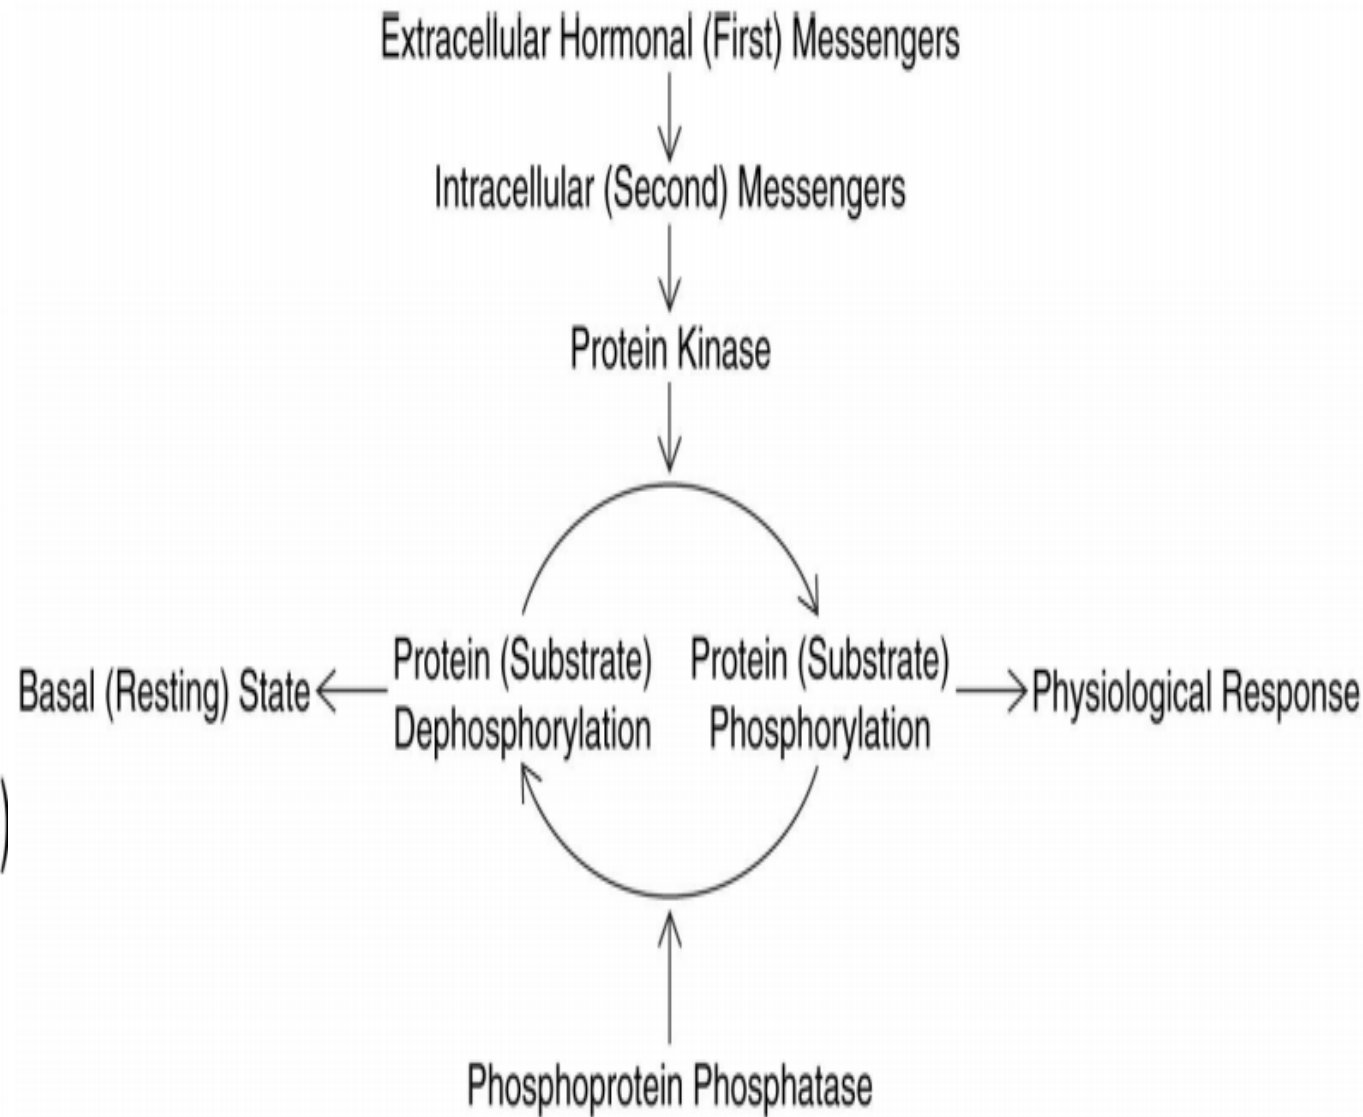 Extracellular Hormonal (First) Messengers
Intracellular (Second) Messengers
Protein Kinase
Protein (Substrate)
Dephosphorylation
Protein (Substrate)
Phosphorylation
Basal (Resting) State
Physiological Response
)
Phosphoprotein Phosphatase